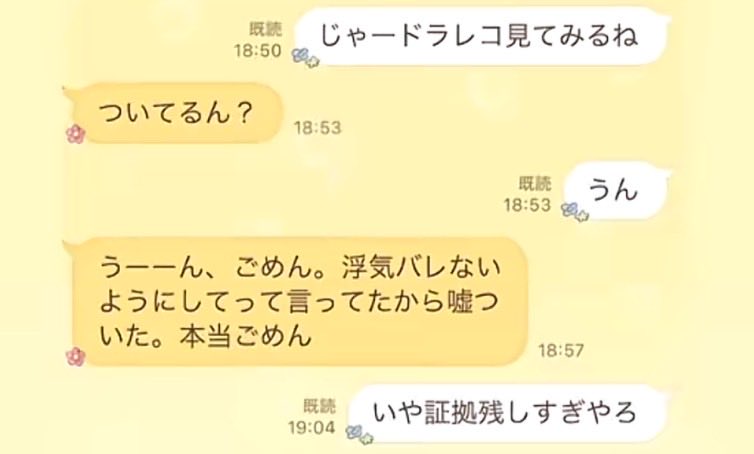 既読
18:50
じゃードラレコ見てみるね
ついてるん？
18:53
既読
18:53
うん
うーーん、ごめん。浮気バレない
ようにしてって言ってたから嘘つ
いた。本当ごめん
18:57
既読
19:04
いや証拠残しすぎやろ